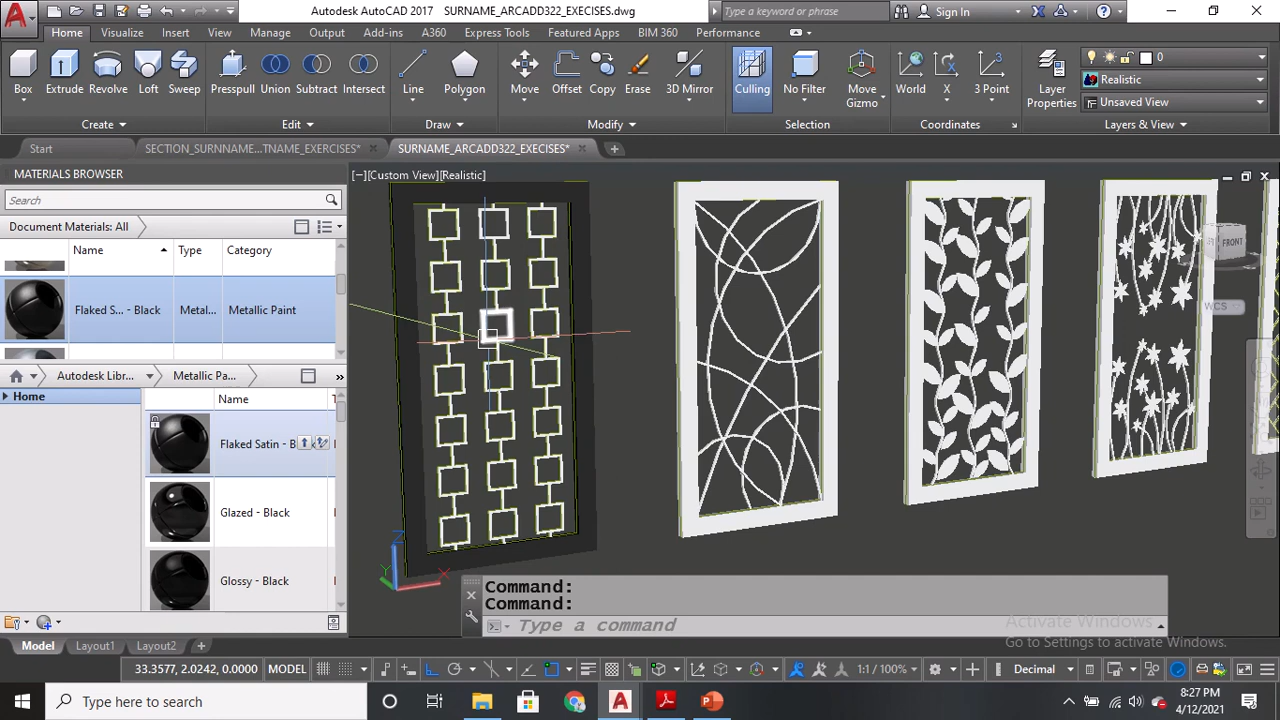 Autodesk AutoCAD 2017 SURNAME_ARCADD322_EXECISES.dwg
Type a keyword or phrase
Sign In
Home Visualize Insert View Manage Output Add-ins A360 Express Tools Featured Apps BIM 360 Performance
0
Realistic
Unsaved View
Box Extrude Revolve Loft Sweep Presspull Union Subtract Intersect Line Polygon Move Offset Copy Erase 3D Mirror Culling No Filter Move Gizmo World X 3 Point Layer Properties
Create Edit Draw Modify Selection Coordinates Layers & View
Start SECTION_SURNNAME...TNAME_EXERCISES* SURNAME_ARCADD322_EXECISES*
MATERIALS BROWSER
[−][Custom View][Realistic]
Search
Document Materials: All
Name Type Category
FRONT
Flaked S... - Black Metal... Metallic Paint
WCS
Autodesk Libr... Metallic Pa...
Home
Name
Flaked Satin - B
Glazed - Black
Glossy - Black
Z
Y X
Command:
Command:
Type a command
Activate Windows
Go to Settings to activate Windows.
Model Layout1 Layout2
33.3577, 2.0242, 0.0000 MODEL 1:1 / 100% Decimal
Type here to search
8:27 PM
4/12/2021